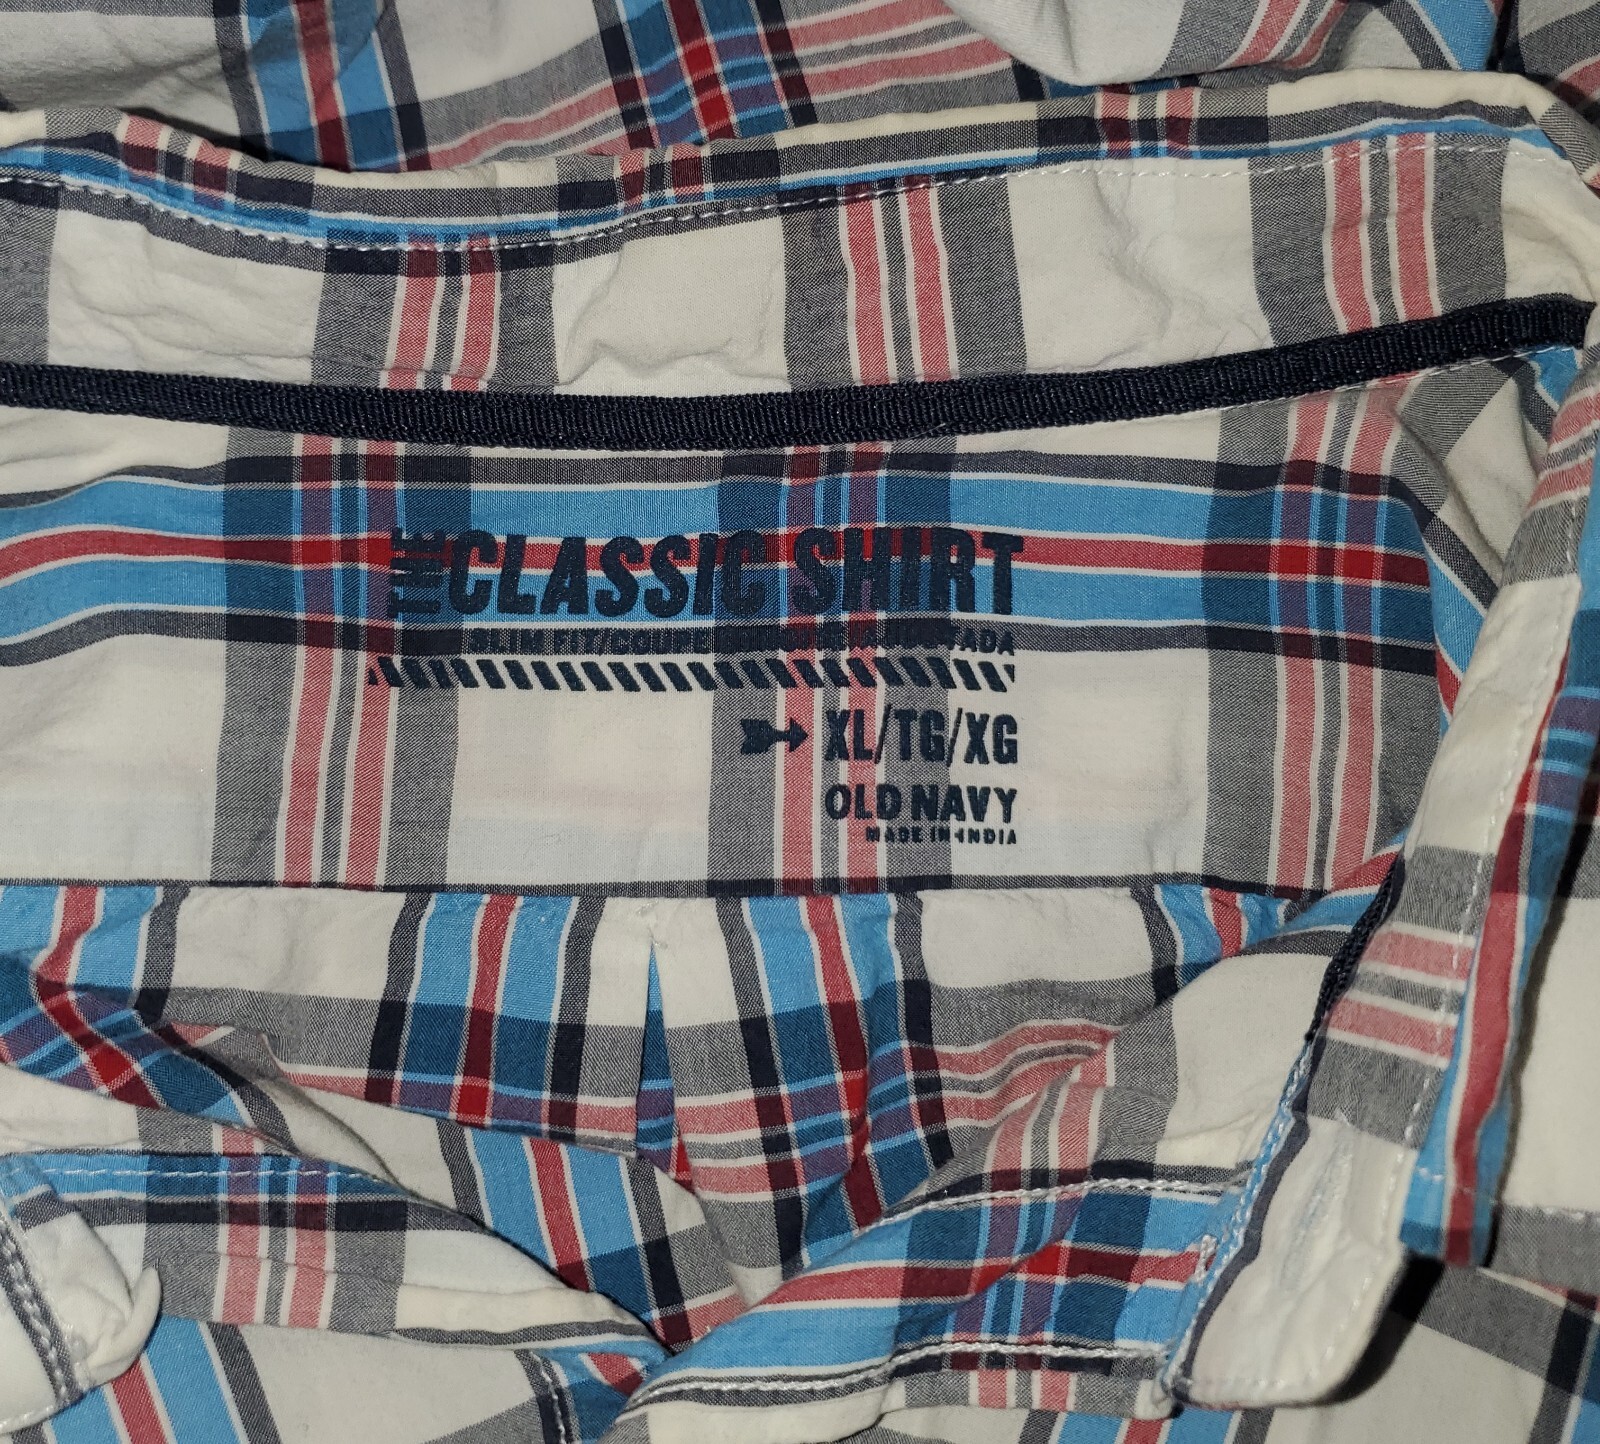 THE CLASSIC SHIRT
SLIM FIT/COUPE
XL/TG/XG
OLD NAVY
MADE IN INDIA